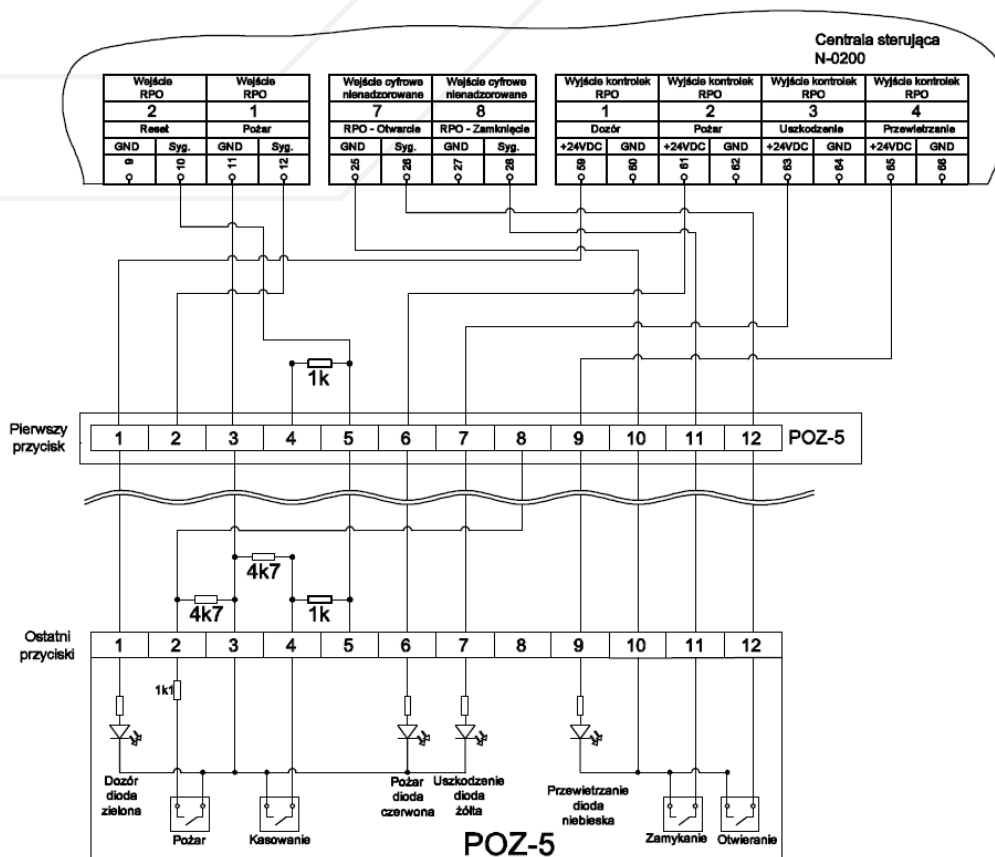 Centrala sterująca
N-0200
Wejście RPO Wejście RPO Wejście cyfrowe nienadzorowane Wejście cyfrowe nienadzorowane Wyjście kontrolek RPO Wyjście kontrolek RPO Wyjście kontrolek RPO Wyjście kontrolek RPO
2 1 7 8 1 2 3 4
Reset Pożar RPO - Otwarcie RPO - Zamknięcie Dozór Pożar Uszkodzenie Przewietrzanie
GND Syg. GND Syg. GND Syg. GND Syg. +24VDC GND +24VDC GND +24VDC GND +24VDC GND
9 10 11 12 25 26 27 28 59 60 61 62 63 64 65 66
1k
Pierwszy przycisk
1 2 3 4 5 6 7 8 9 10 11 12
POZ-5
4k7
4k7 1k
Ostatni przyciski
1 2 3 4 5 6 7 8 9 10 11 12
1k1
Dozór dioda zielona
Pożar
Kasowanie
Pożar dioda czerwona
Uszkodzenie dioda żółta
Przewietrzanie dioda niebieska
Zamykanie
Otwieranie
POZ-5